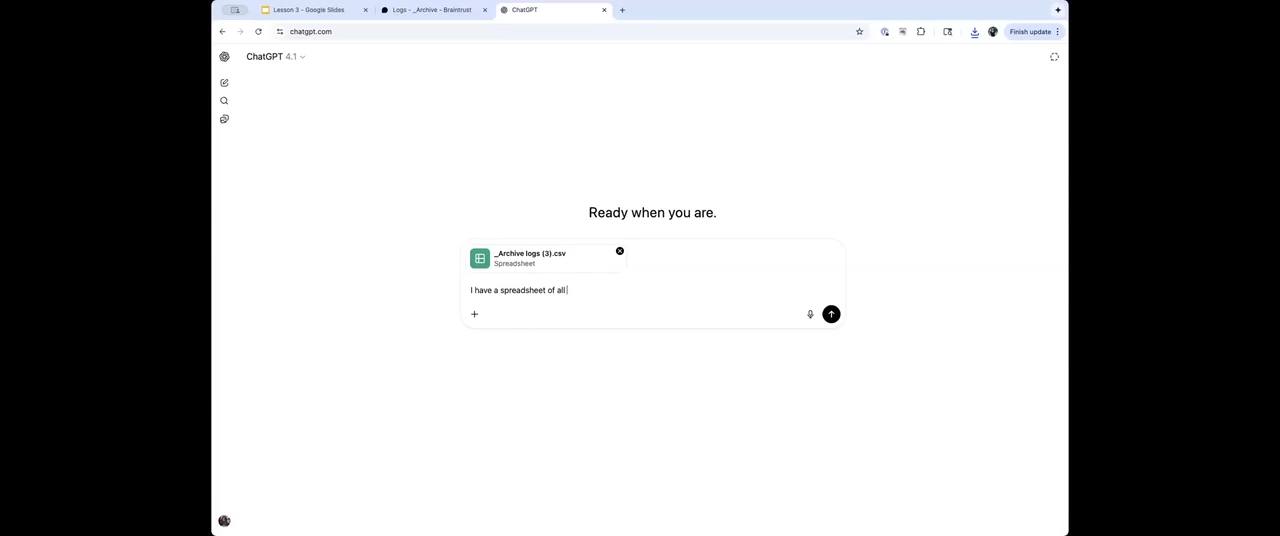 Lesson 3 - Google Slides
Logs - _Archive - Braintrust
ChatGPT
chatgpt.com
Finish update
ChatGPT 4.1
Ready when you are.
_Archive logs (3).csv
Spreadsheet
I have a spreadsheet of all